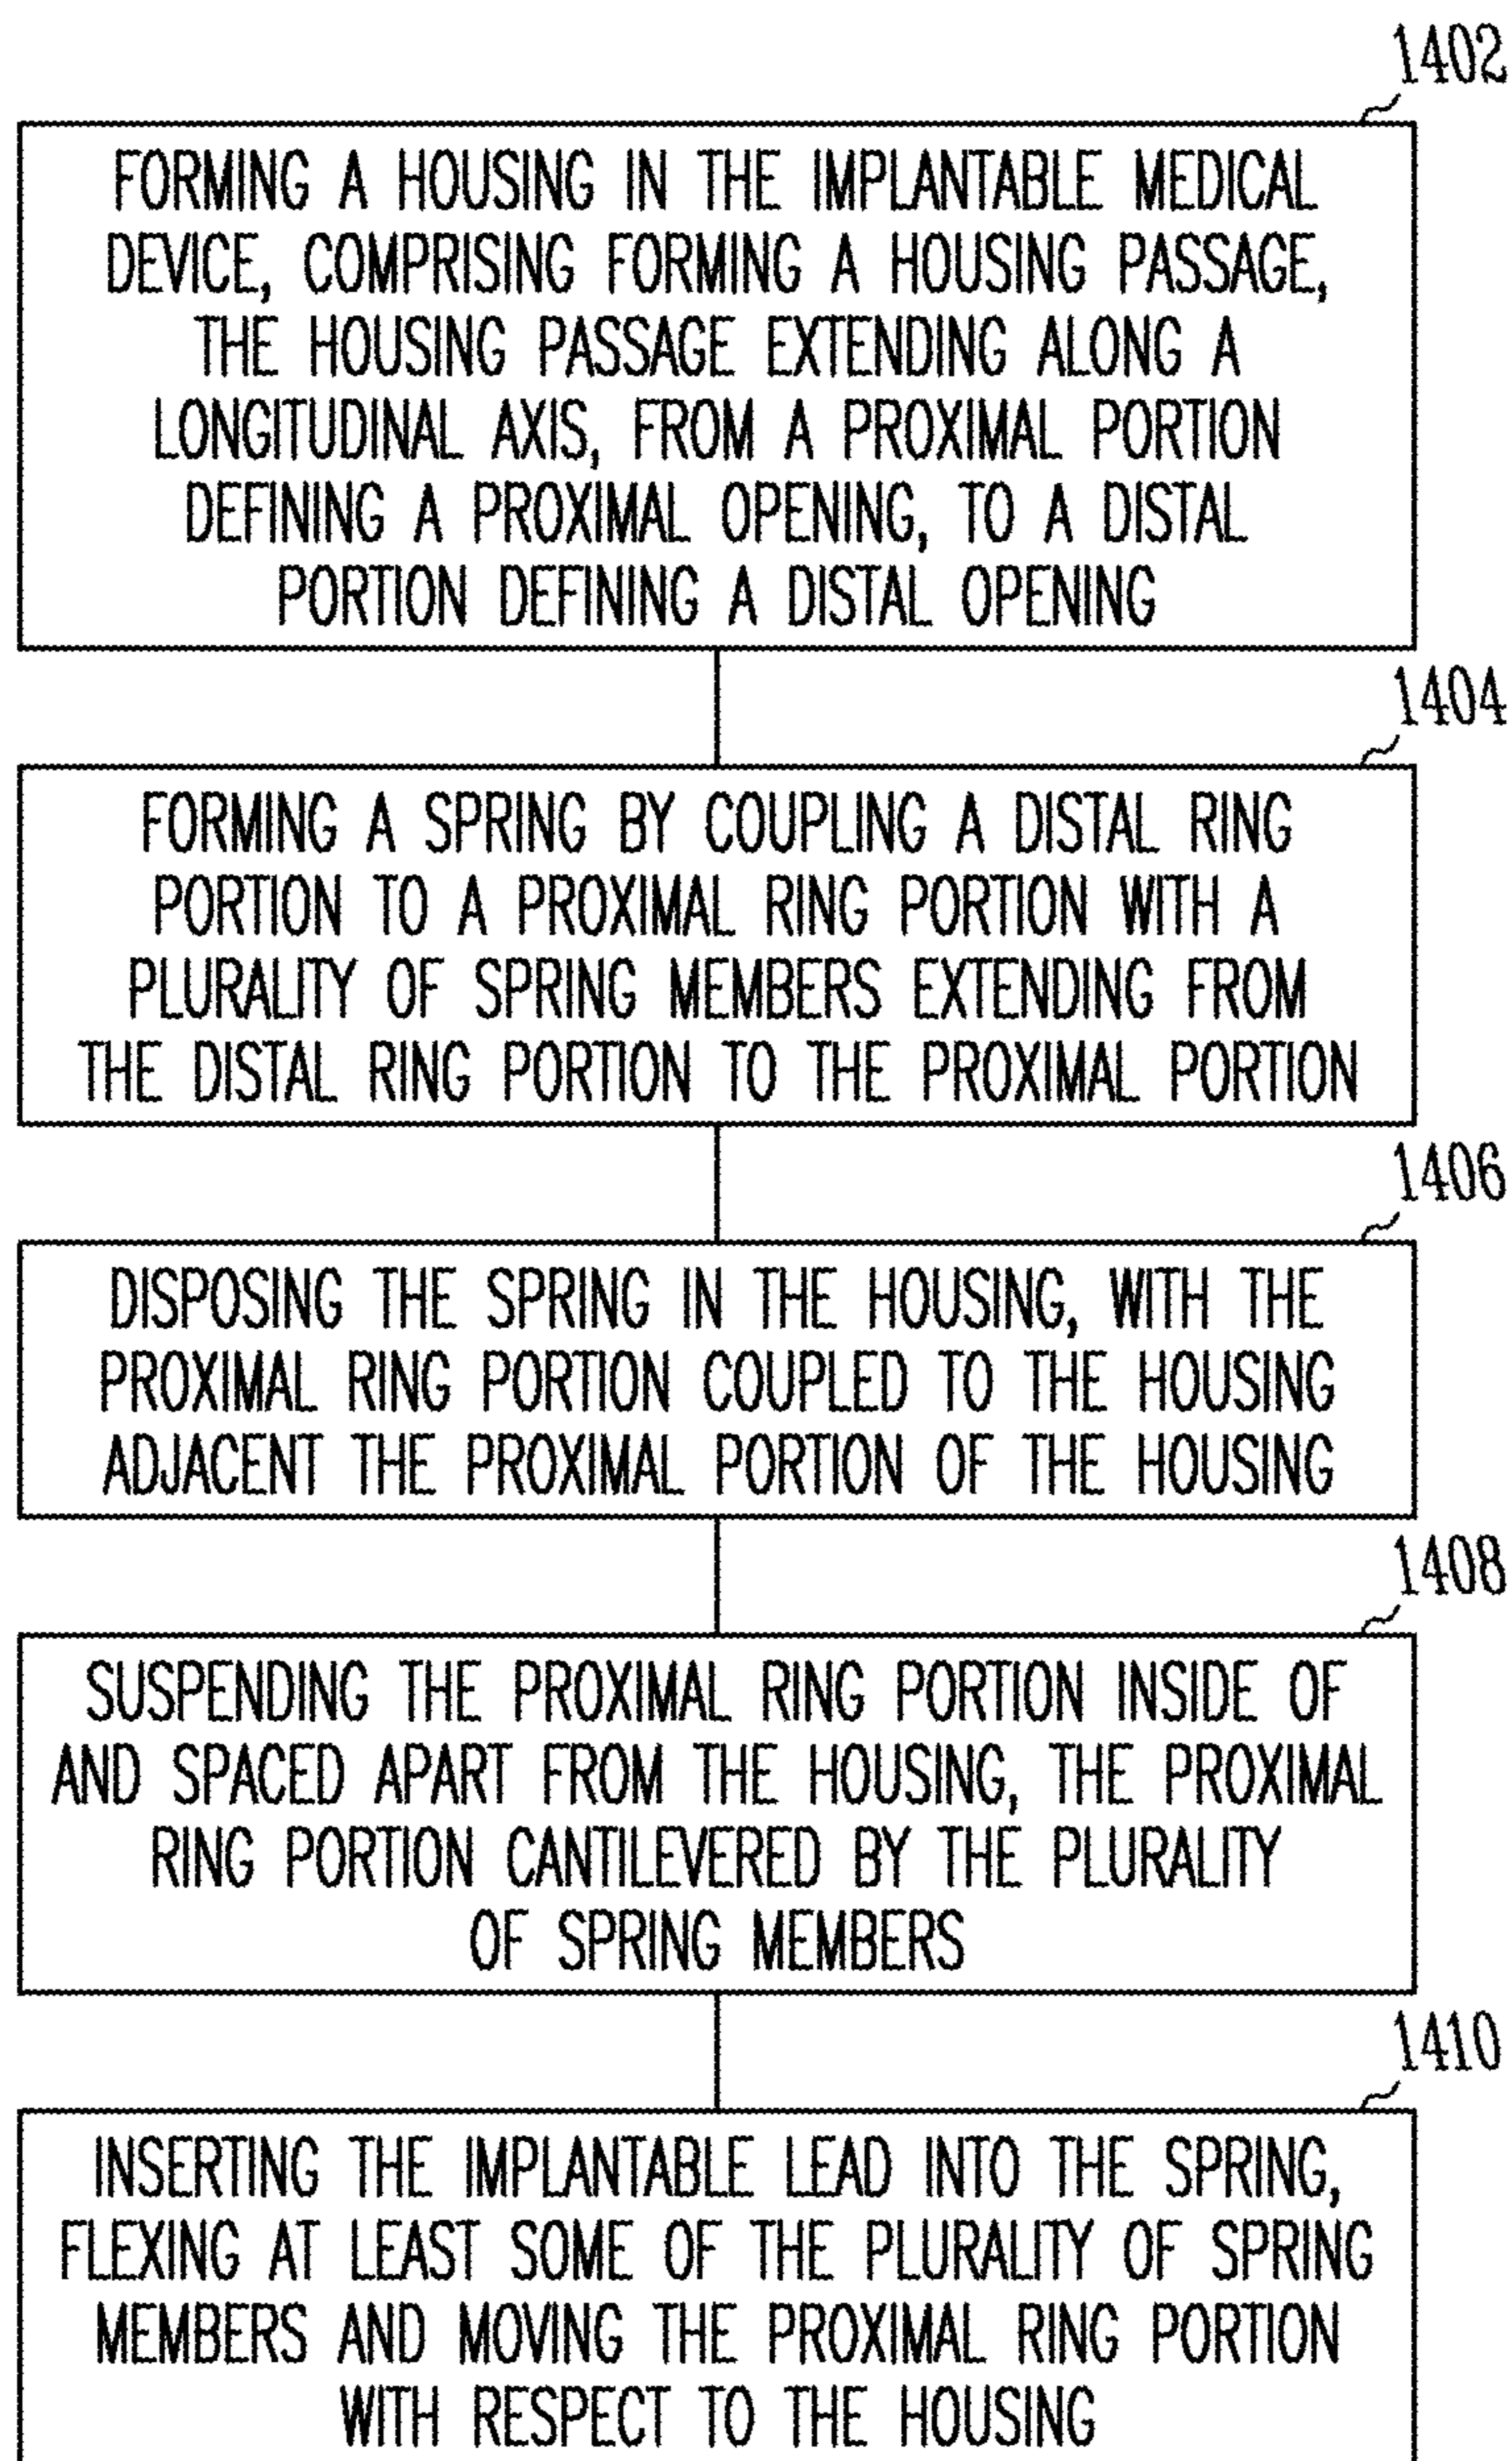 1402
FORMING A HOUSING IN THE IMPLANTABLE MEDICAL
DEVICE, COMPRISING FORMING A HOUSING PASSAGE,
THE HOUSING PASSAGE EXTENDING ALONG A
LONGITUDINAL AXIS, FROM A PROXIMAL PORTION
DEFINING A PROXIMAL OPENING, TO A DISTAL
PORTION DEFINING A DISTAL OPENING
1404
FORMING A SPRING BY COUPLING A DISTAL RING
PORTION TO A PROXIMAL RING PORTION WITH A
PLURALITY OF SPRING MEMBERS EXTENDING FROM
THE DISTAL RING PORTION TO THE PROXIMAL PORTION
1406
DISPOSING THE SPRING IN THE HOUSING, WITH THE
PROXIMAL RING PORTION COUPLED TO THE HOUSING
ADJACENT THE PROXIMAL PORTION OF THE HOUSING
1408
SUSPENDING THE PROXIMAL RING PORTION INSIDE OF
AND SPACED APART FROM THE HOUSING, THE PROXIMAL
RING PORTION CANTILEVERED BY THE PLURALITY
OF SPRING MEMBERS
1410
INSERTING THE IMPLANTABLE LEAD INTO THE SPRING,
FLEXING AT LEAST SOME OF THE PLURALITY OF SPRING
MEMBERS AND MOVING THE PROXIMAL RING PORTION
WITH RESPECT TO THE HOUSING